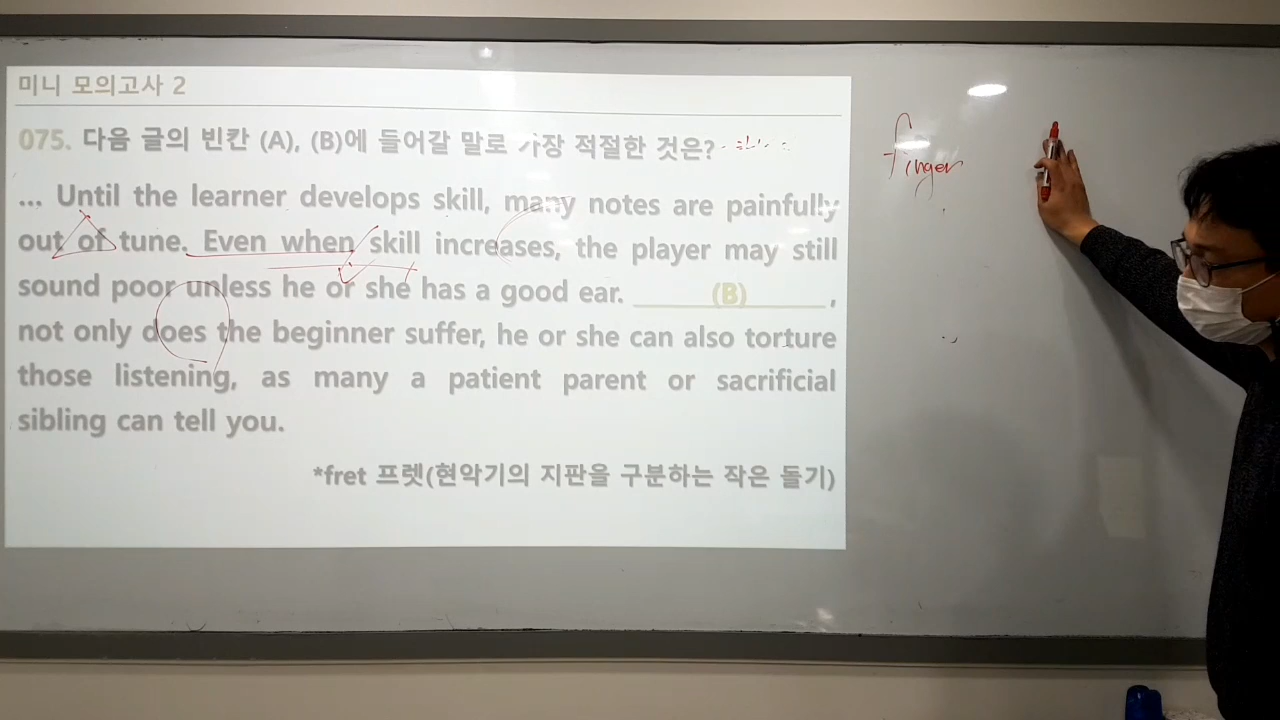 미니 모의고사 2
075. 다음 글의 빈칸 (A), (B)에 들어갈 말로 가장 적절한 것은?
... Until the learner develops skill, many notes are painfully
out of tune. Even when skill increases, the player may still
sound poor unless he or she has a good ear. (B) ,
not only does the beginner suffer, he or she can also torture
those listening, as many a patient parent or sacrificial
sibling can tell you.
*fret 프렛(현악기의 지판을 구분하는 작은 돌기)
finger